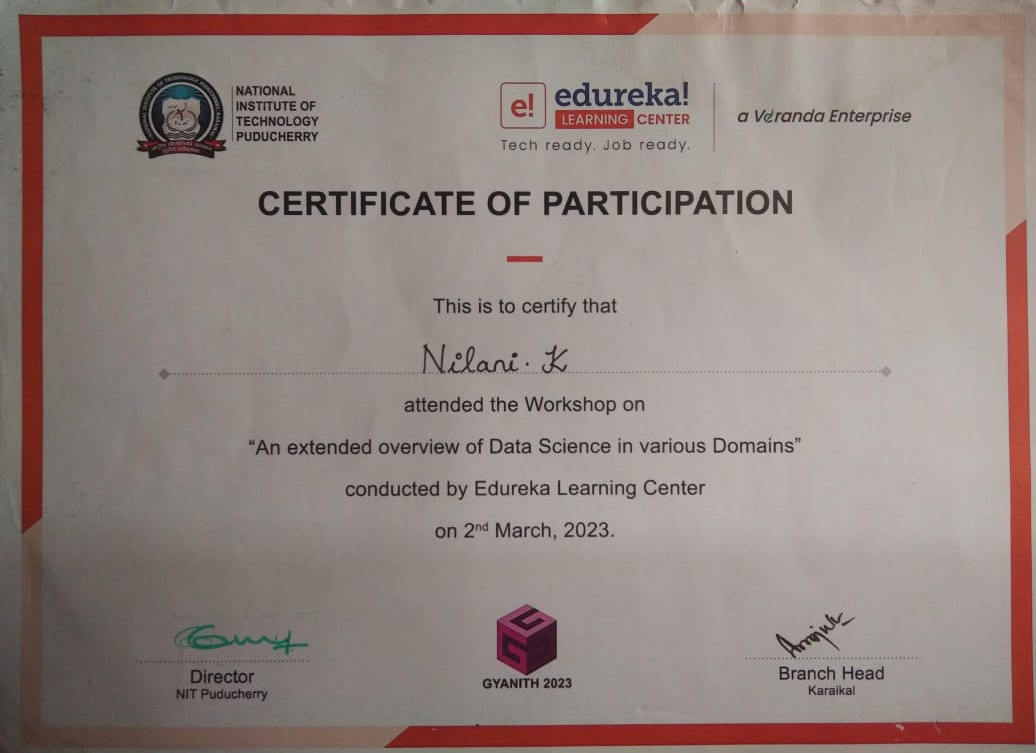 NATIONAL
INSTITUTE OF
TECHNOLOGY
PUDUCHERRY
e! edureka!
LEARNING CENTER
Tech ready. Job ready.
a Veranda Enterprise
CERTIFICATE OF PARTICIPATION
This is to certify that
Nilani. K
attended the Workshop on
“An extended overview of Data Science in various Domains”
conducted by Edureka Learning Center
on 2nd March, 2023.
Director
NIT Puducherry
GYANITH 2023
Branch Head
Karaikal